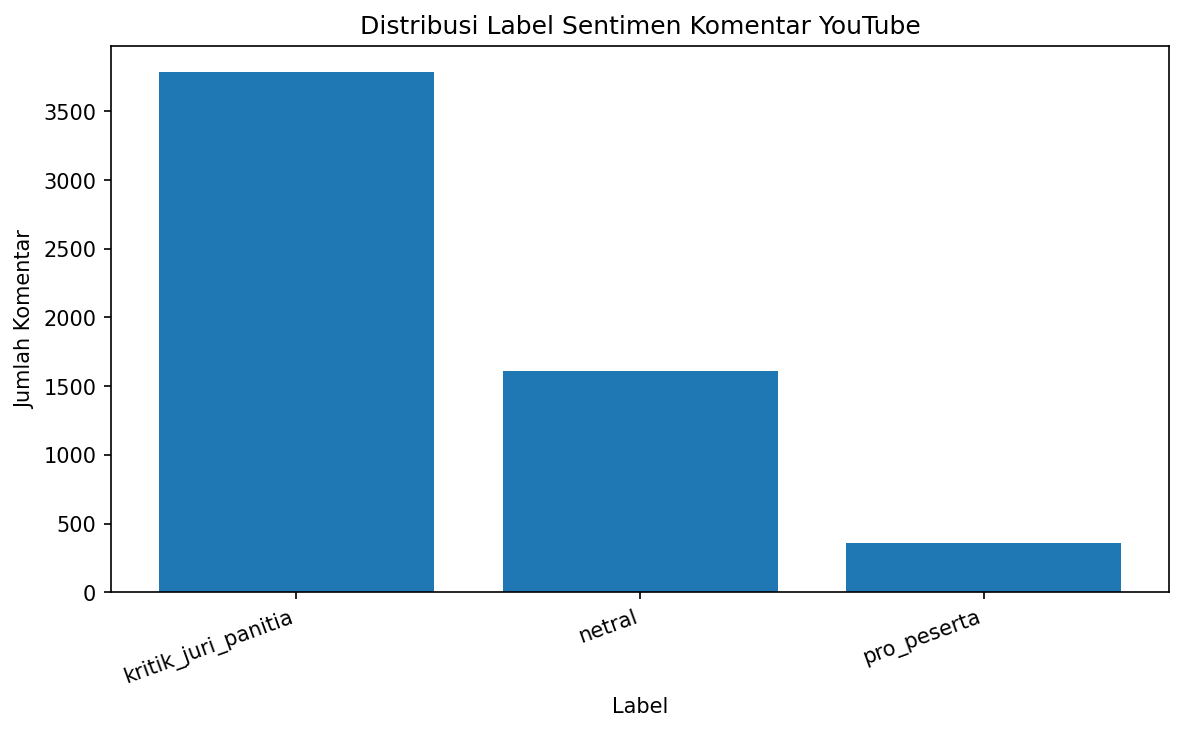 Distribusi Label Sentimen Komentar YouTube
Jumlah Komentar
3500
3000
2500
2000
1500
1000
500
0
kritik_juri_panitia
netral
pro_peserta
Label